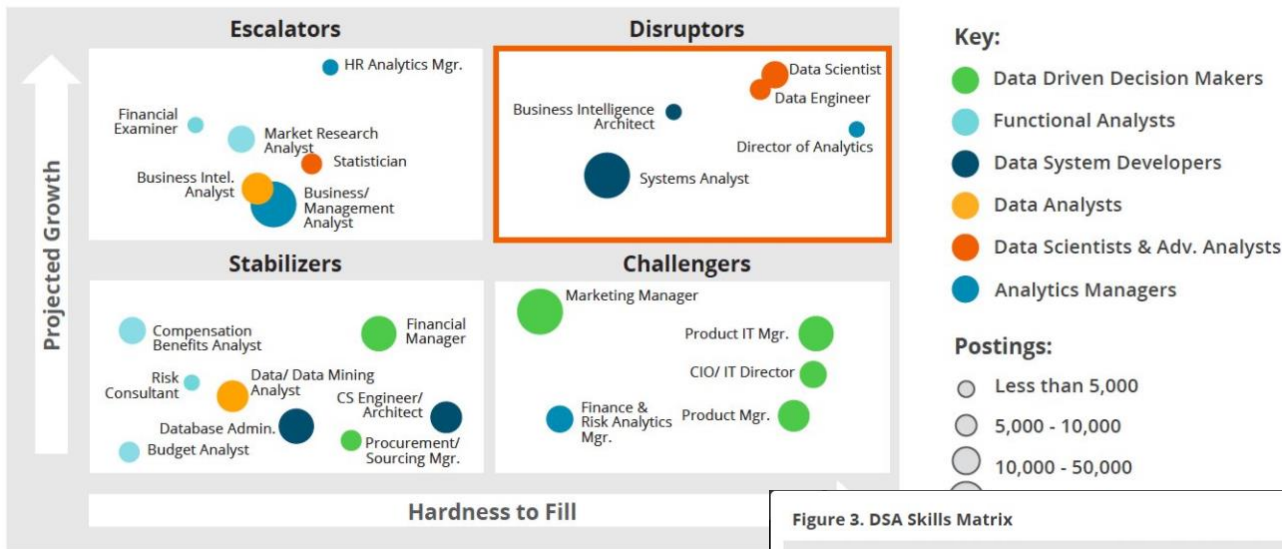 Escalators
HR Analytics Mgr.
Financial
Examiner
Market Research
Analyst
Statistician
Business Intel.
Analyst
Business/
Management
Analyst
Disruptors
Data Scientist
Data Engineer
Business Intelligence
Architect
Director of Analytics
Systems Analyst
Stabilizers
Compensation
Benefits Analyst
Financial
Manager
Risk
Consultant
Data/ Data Mining
Analyst
CS Engineer/
Architect
Database Admin.
Procurement/
Sourcing Mgr.
Budget Analyst
Challengers
Marketing Manager
Product IT Mgr.
CIO/ IT Director
Finance &
Risk Analytics
Mgr.
Product Mgr.
Projected Growth
Hardness to Fill
Key:
Data Driven Decision Makers
Functional Analysts
Data System Developers
Data Analysts
Data Scientists & Adv. Analysts
Analytics Managers
Postings:
Less than 5,000
5,000 - 10,000
10,000 - 50,000
Figure 3. DSA Skills Matrix